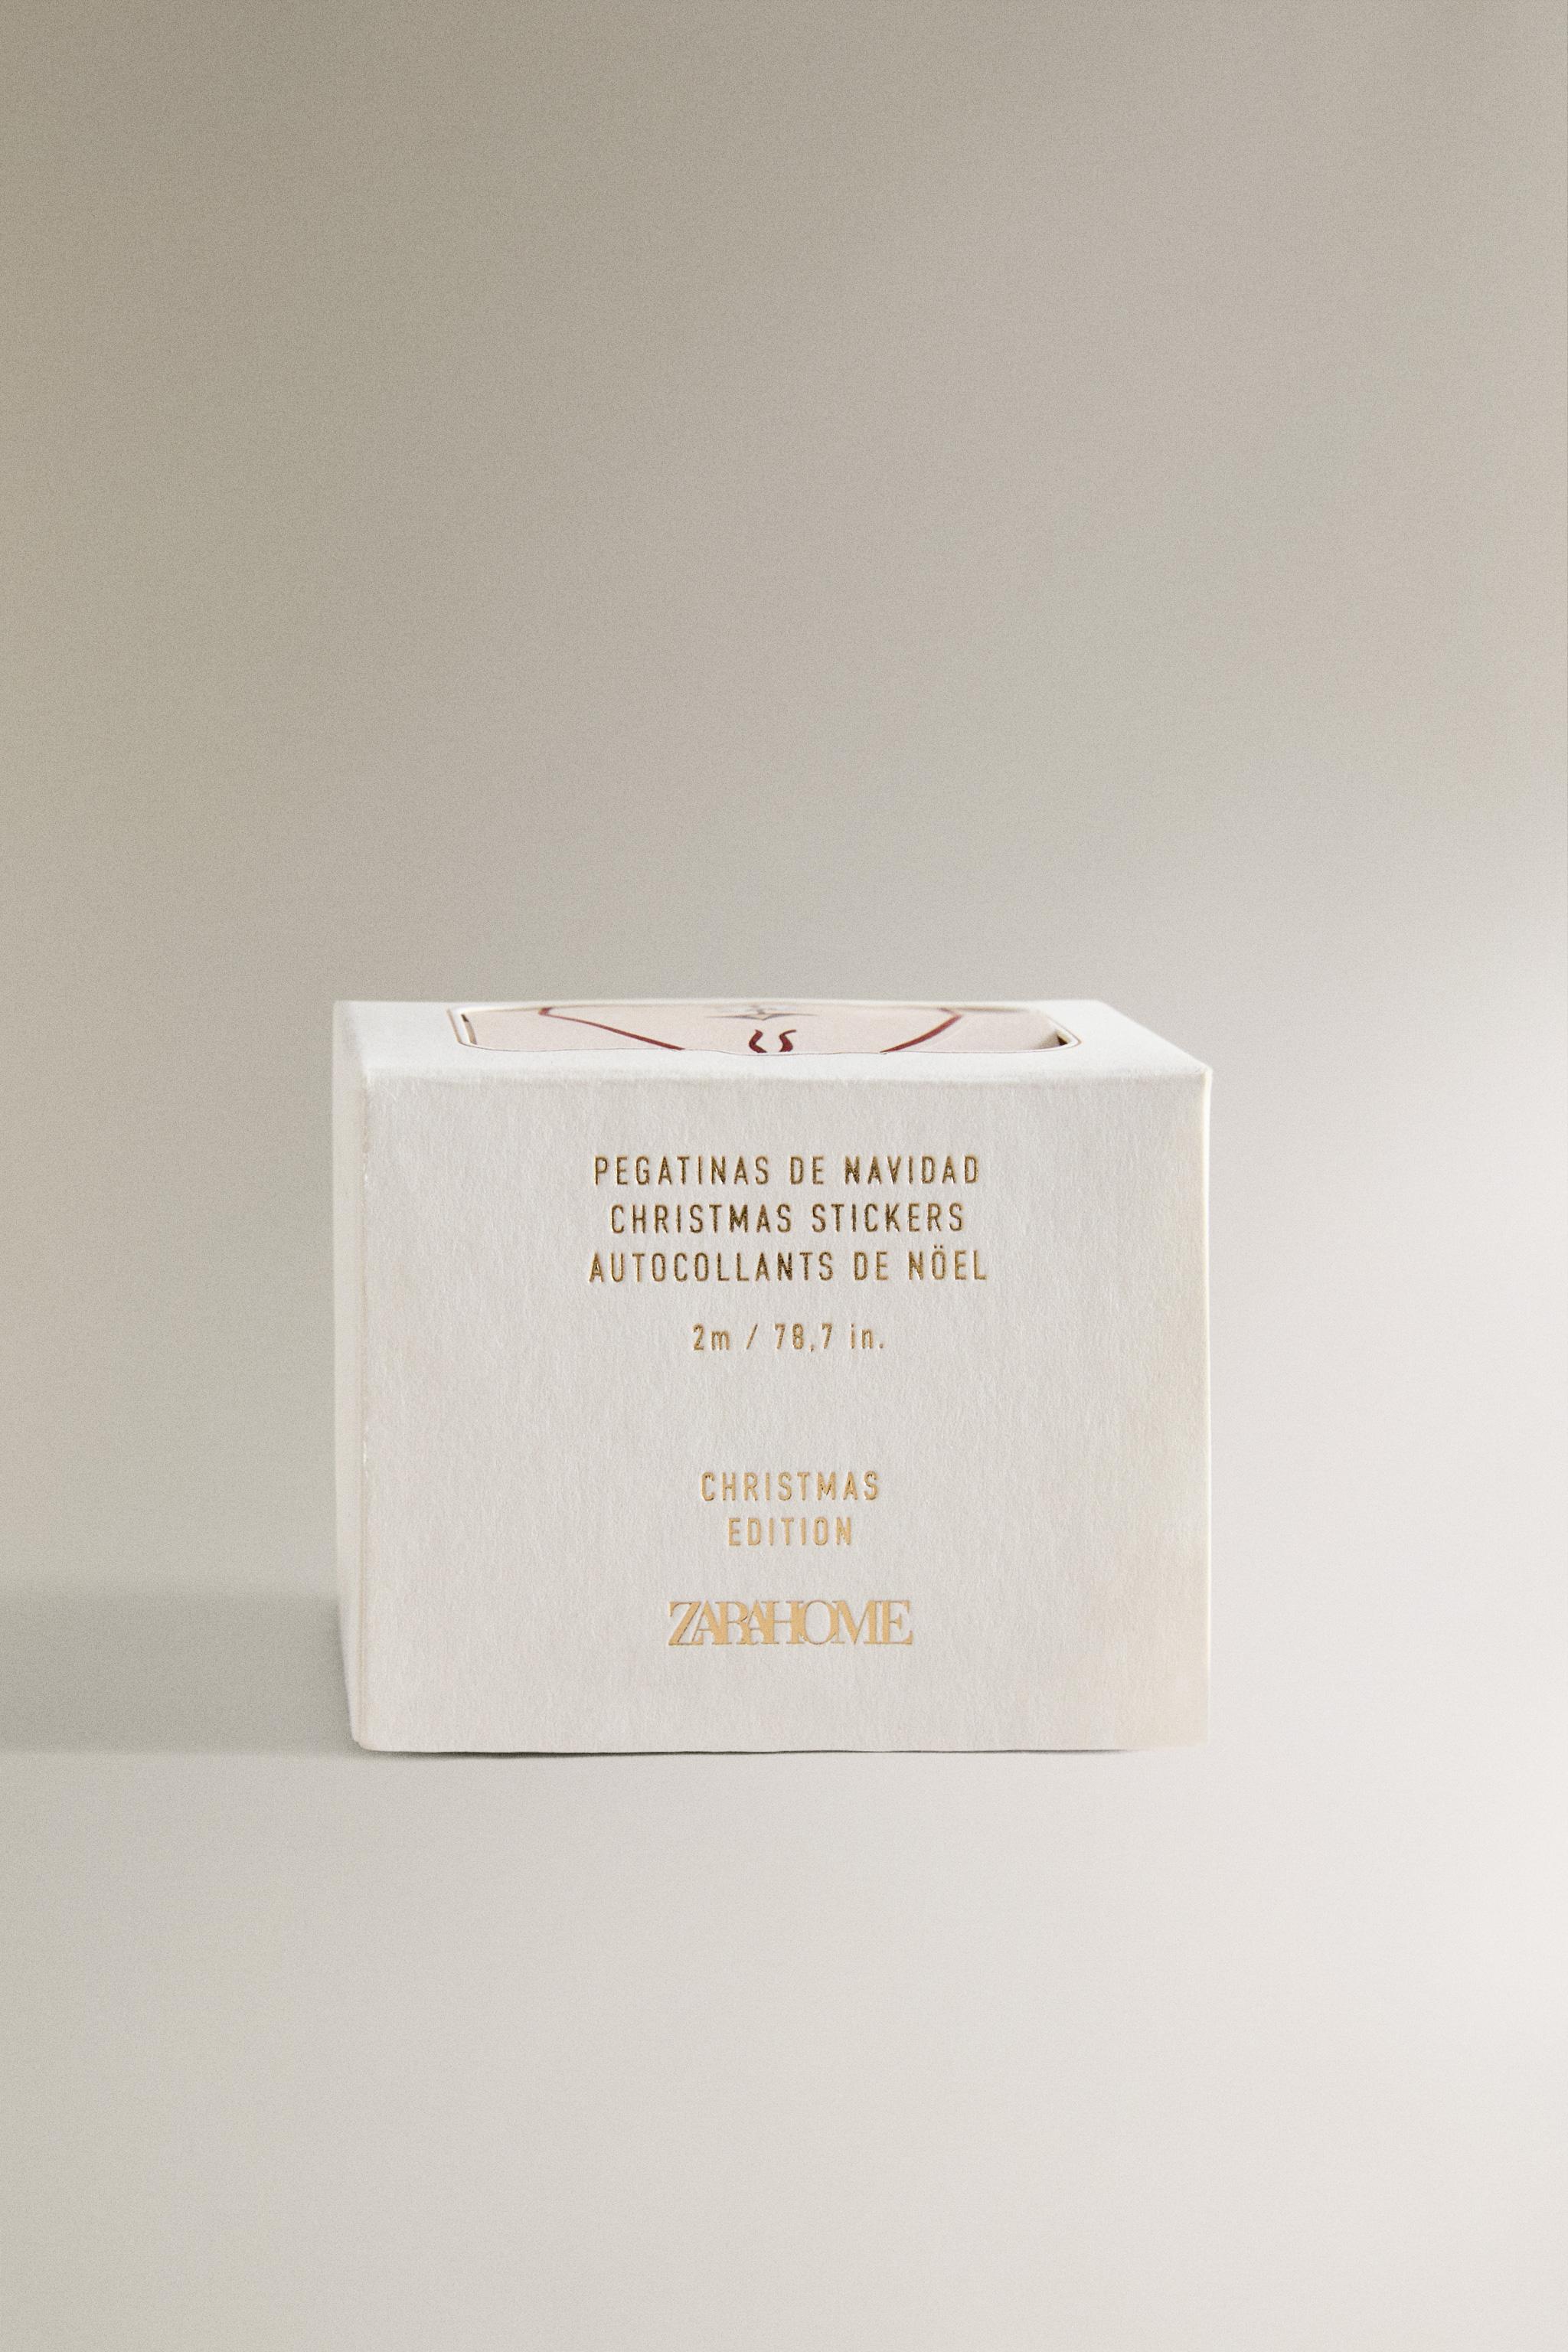 PEGATINAS DE NAVIDAD
CHRISTMAS STICKERS
AUTOCOLLANTS DE NÖEL
2m / 78,7 in.
CHRISTMAS
EDITION
ZARAHOME